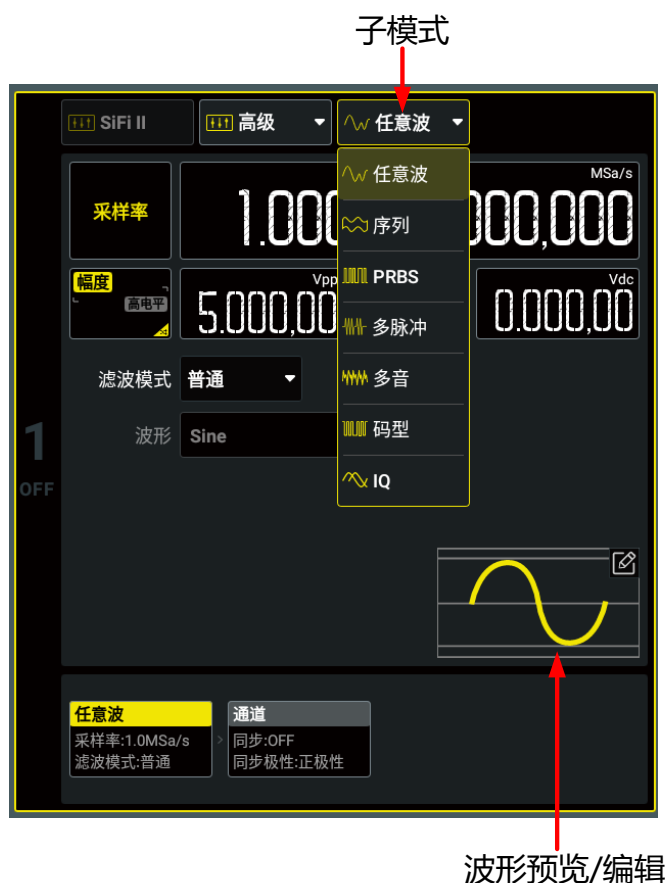 子模式
SiFi II
高级
任意波
任意波
序列
PRBS
多脉冲
多音
码型
IQ
采样率
MSa/s
1.000
000,000
幅度
高电平
Vpp
5.000,00
Vdc
0.000,00
滤波模式
普通
波形
Sine
1
OFF
任意波
采样率:1.0MSa/s
滤波模式:普通
通道
同步:OFF
同步极性:正极性
波形预览/编辑